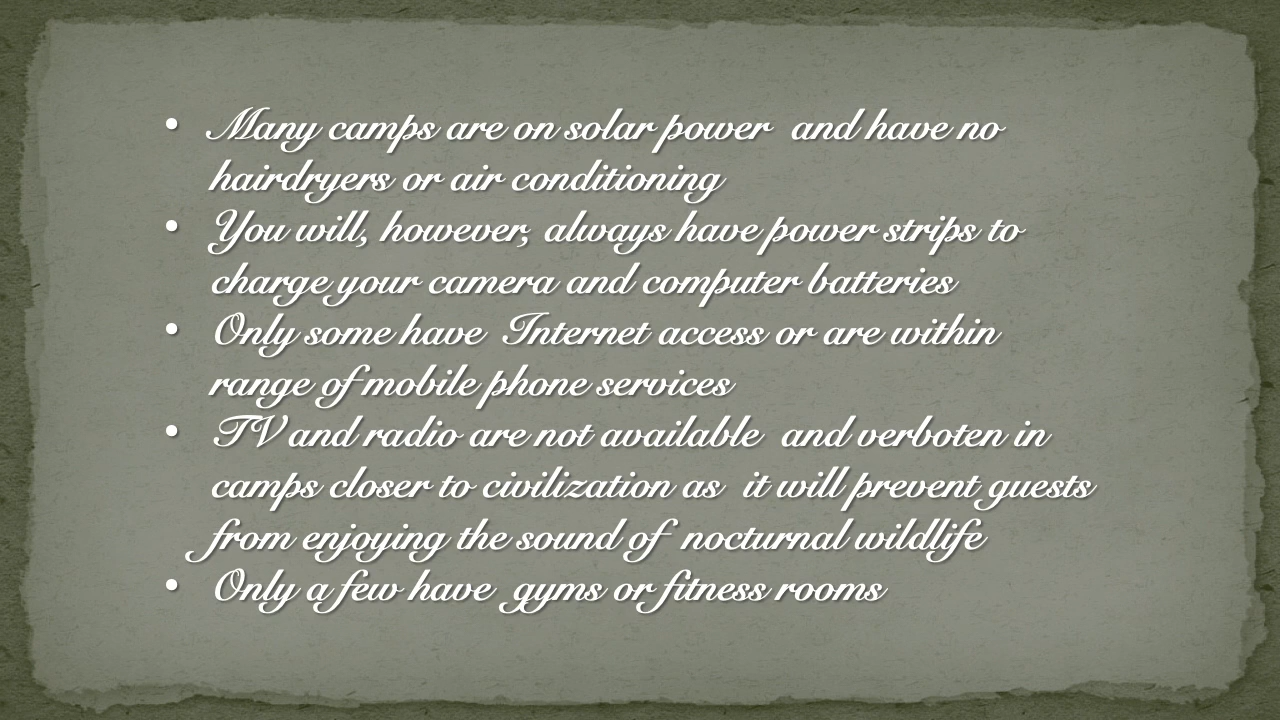 • Many camps are on solar power and have no
hairdryers or air conditioning
• You will, however, always have power strips to
charge your camera and computer batteries
• Only some have Internet access or are within
range of mobile phone services
• TV and radio are not available and verboten in
camps closer to civilization as it will prevent guests
from enjoying the sound of nocturnal wildlife
• Only a few have gyms or fitness rooms